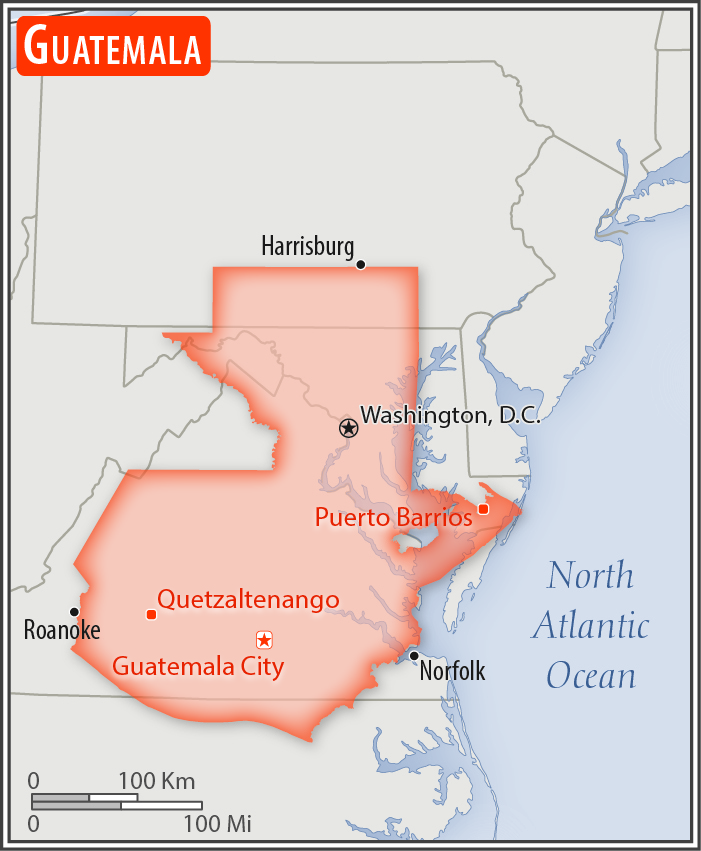 GUATEMALA
Harrisburg
Washington, D.C.
Puerto Barrios
North
Atlantic
Ocean
Quetzaltenango
Roanoke
Guatemala City
Norfolk
0 100 Km
0 100 Mi